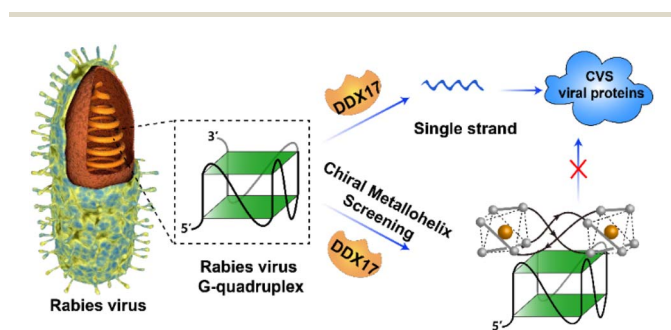 Rabies virus
3'
5'
Rabies virus
G-quadruplex
DDX17
Single strand
CVS
viral proteins
Chiral Metallohelix
Screening
DDX17
5'